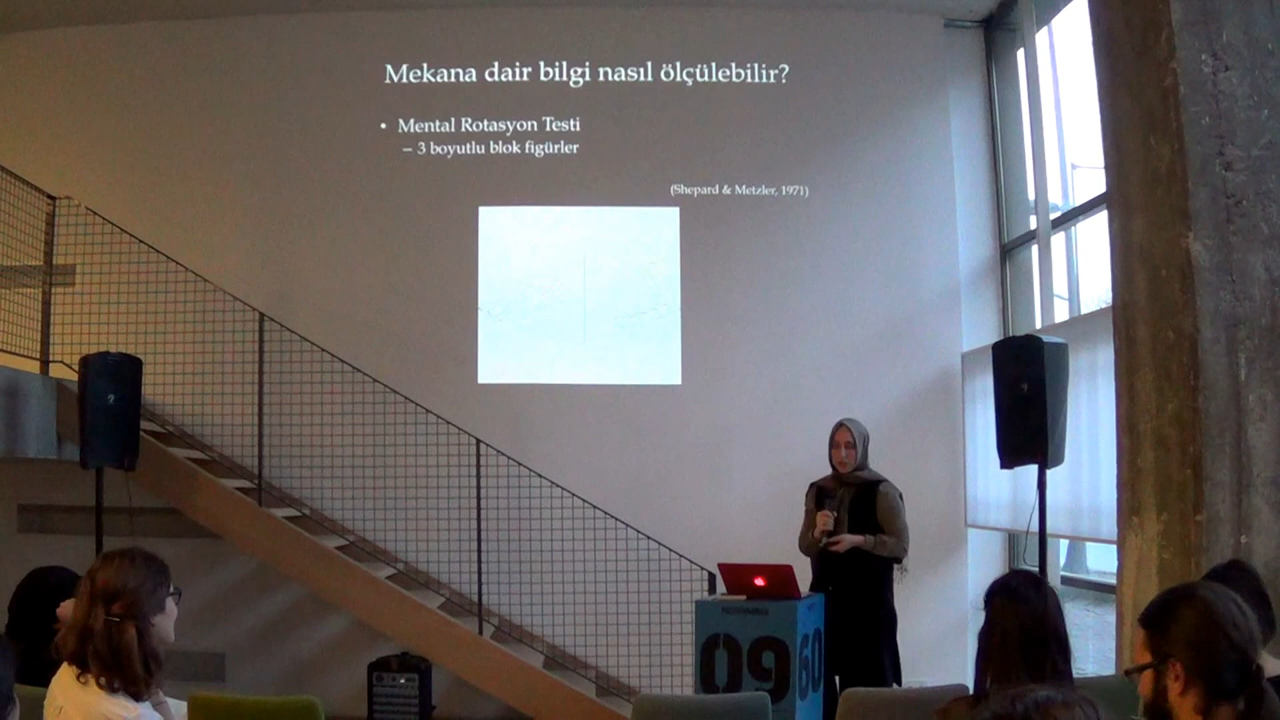 Mekana dair bilgi nasıl ölçülebilir?
• Mental Rotasyon Testi
– 3 boyutlu blok figürler
(Shepard & Metzler, 1971)
09
60